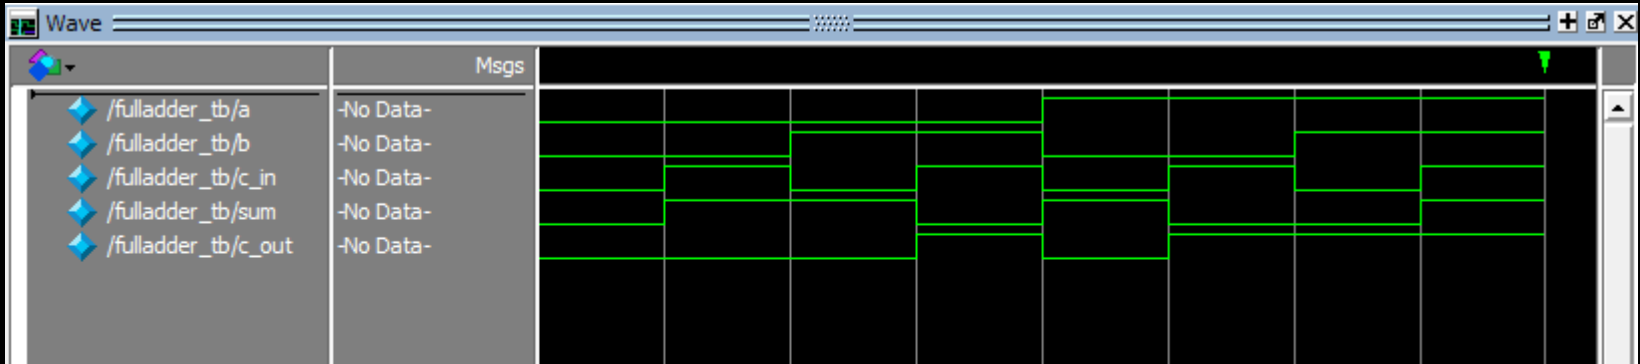 Wave
Msgs
/fulladder_tb/a -No Data-
/fulladder_tb/b -No Data-
/fulladder_tb/c_in -No Data-
/fulladder_tb/sum -No Data-
/fulladder_tb/c_out -No Data-